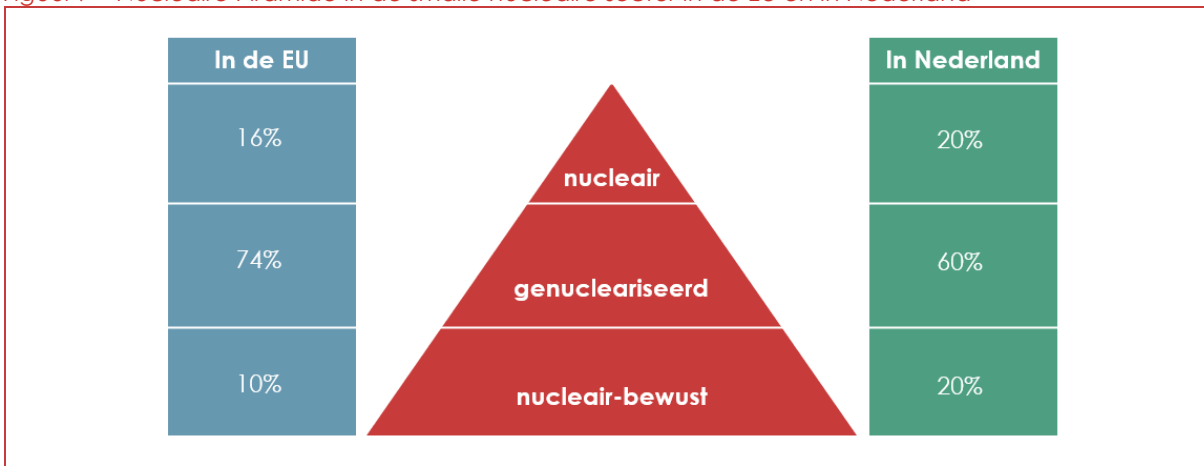 In de EU
In Nederland
16%
nucleair
20%
74%
genucleariseerd
60%
10%
nucleair-bewust
20%